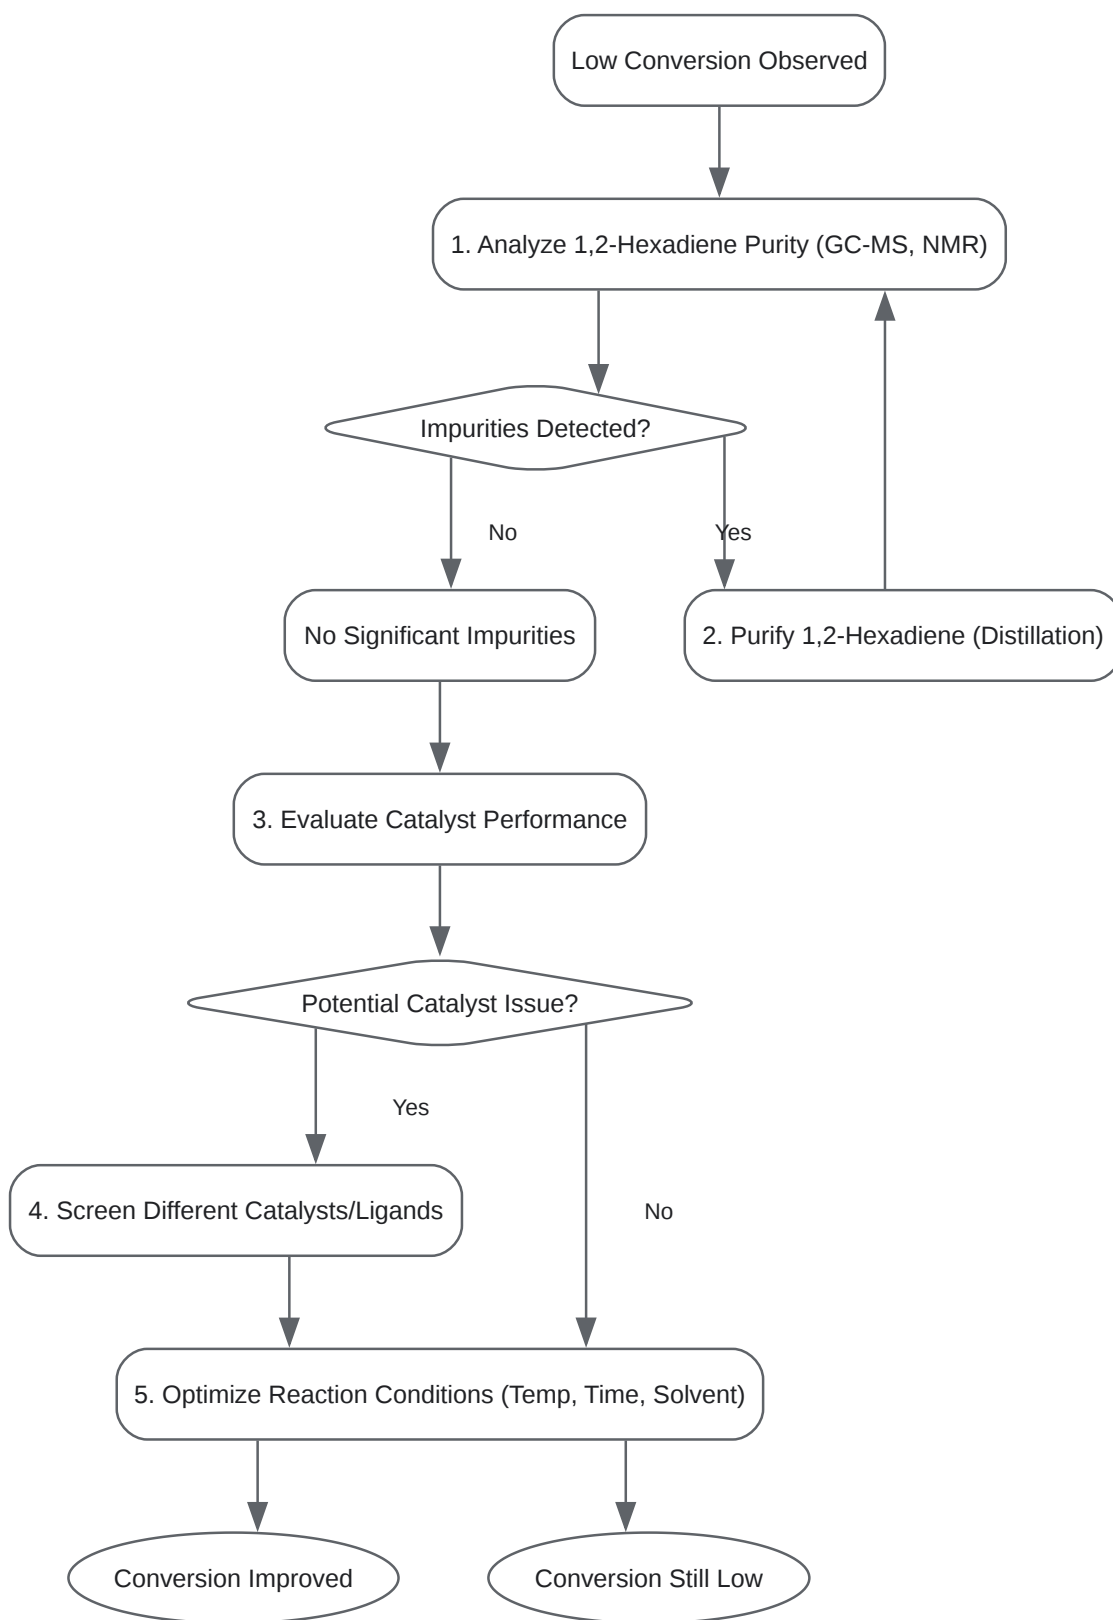 Low Conversion Observed
1. Analyze 1,2-Hexadiene Purity (GC-MS, NMR)
Impurities Detected?
No
Yes
No Significant Impurities
2. Purify 1,2-Hexadiene (Distillation)
3. Evaluate Catalyst Performance
Potential Catalyst Issue?
Yes
4. Screen Different Catalysts/Ligands
No
5. Optimize Reaction Conditions (Temp, Time, Solvent)
Conversion Improved
Conversion Still Low